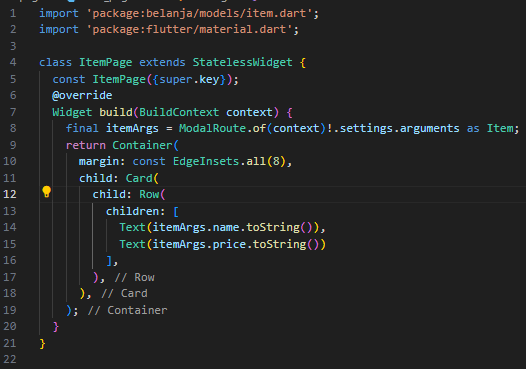 1 import 'package:belanja/models/item.dart';
2 import 'package:flutter/material.dart';
3
4 class ItemPage extends StatelessWidget {
5   const ItemPage({super.key});
6   @override
7   Widget build(BuildContext context) {
8     final itemArgs = ModalRoute.of(context)!.settings.arguments as Item;
9     return Container(
10       margin: const EdgeInsets.all(8),
11       child: Card(
12         child: Row(
13           children: [
14             Text(itemArgs.name.toString()),
15             Text(itemArgs.price.toString())
16           ],
17         ), // Row
18       ), // Card
19     ); // Container
20   }
21 }
22